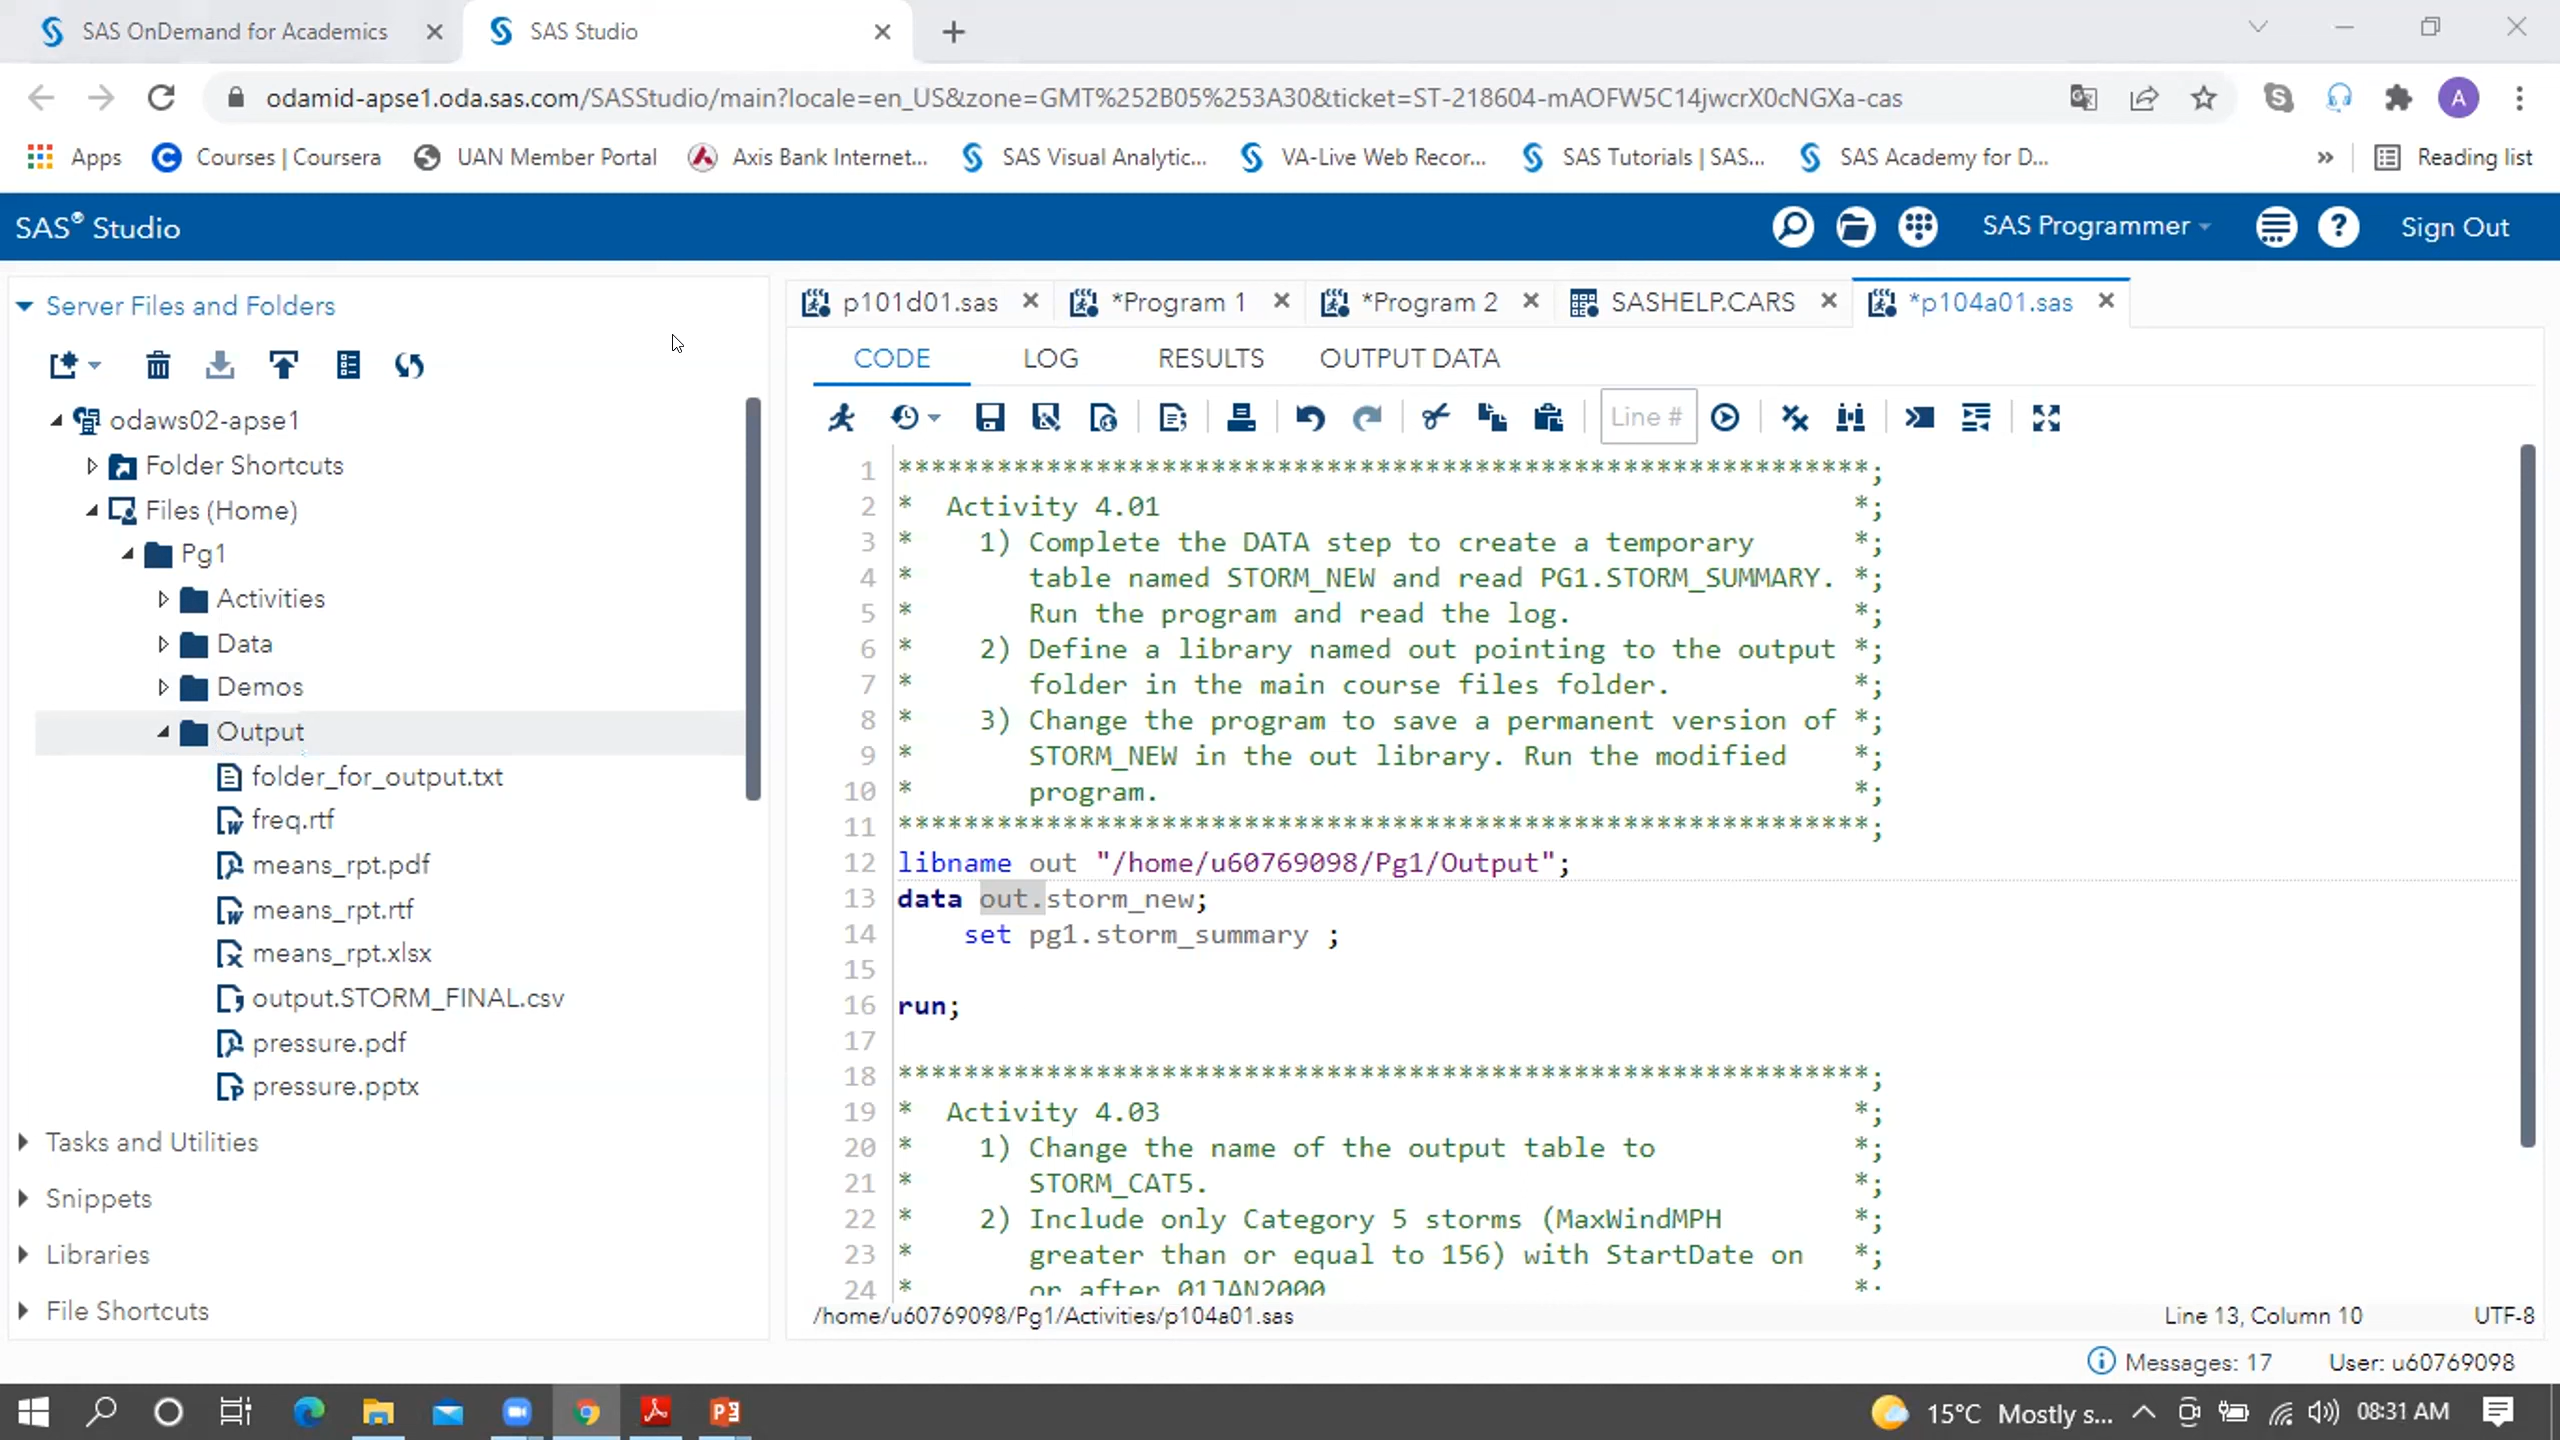 SAS OnDemand for Academics
SAS Studio
odamid-apse1.oda.sas.com/SASStudio/main?locale=en_US&zone=GMT%252B05%253A30&ticket=ST-218604-mAOFW5C14jwcrX0cNGXa-cas
A
Apps
Courses | Coursera
UAN Member Portal
Axis Bank Internet...
SAS Visual Analytic...
VA-Live Web Recor...
SAS Tutorials | SAS...
SAS Academy for D...
»
Reading list
SAS® Studio
SAS Programmer
Sign Out
Server Files and Folders
odaws02-apse1
Folder Shortcuts
Files (Home)
Pg1
Activities
Data
Demos
Output
folder_for_output.txt
freq.rtf
means_rpt.pdf
means_rpt.rtf
means_rpt.xlsx
output.STORM_FINAL.csv
pressure.pdf
pressure.pptx
Tasks and Utilities
Snippets
Libraries
File Shortcuts
p101d01.sas
*Program 1
*Program 2
SASHELP.CARS
*p104a01.sas
CODE LOG RESULTS OUTPUT DATA
Line #
1 ***********************************************************;
2 * Activity 4.01 *;
3 * 1) Complete the DATA step to create a temporary *;
4 * table named STORM_NEW and read PG1.STORM_SUMMARY. *;
5 * Run the program and read the log. *;
6 * 2) Define a library named out pointing to the output *;
7 * folder in the main course files folder. *;
8 * 3) Change the program to save a permanent version of *;
9 * STORM_NEW in the out library. Run the modified *;
10 * program. *;
11 ***********************************************************;
12 libname out "/home/u60769098/Pg1/Output";
13 data out.storm_new;
14 set pg1.storm_summary ;
15
16 run;
17
18 ***********************************************************;
19 * Activity 4.03 *;
20 * 1) Change the name of the output table to *;
21 * STORM_CAT5. *;
22 * 2) Include only Category 5 storms (MaxWindMPH *;
23 * greater than or equal to 156) with StartDate on *;
24 * or after 01JAN2000 *;
/home/u60769098/Pg1/Activities/p104a01.sas
Line 13, Column 10
UTF-8
Messages: 17
User: u60769098
15°C Mostly s...
08:31 AM